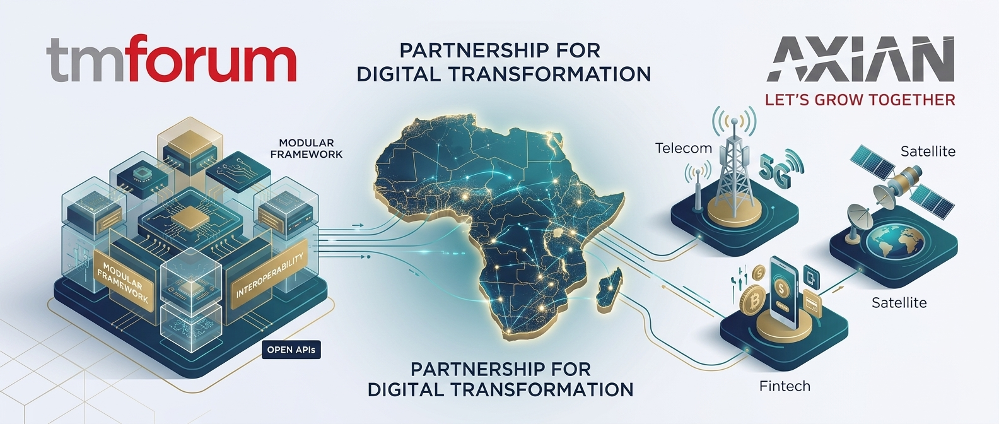 tmforum
PARTNERSHIP FOR
DIGITAL TRANSFORMATION
AXIAN
LET'S GROW TOGETHER
MODULAR
FRAMEWORK
MODULAR
FRAMEWORK
INTEROPERABILITY
OPEN APIs
Telecom
5G
Satellite
Satellite
Fintech
PARTNERSHIP FOR
DIGITAL TRANSFORMATION